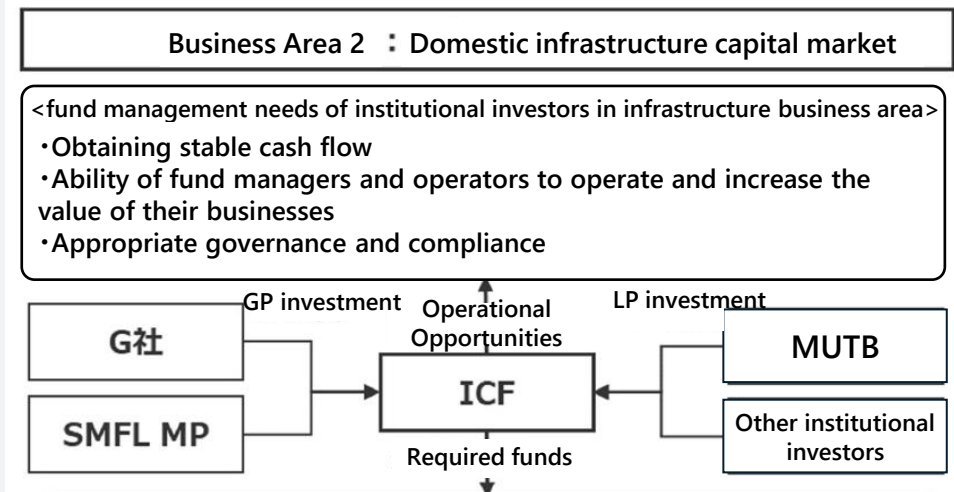 Business Area 2 ：Domestic infrastructure capital market
<fund management needs of institutional investors in infrastructure business area>
・Obtaining stable cash flow
・Ability of fund managers and operators to operate and increase the
value of their businesses
・Appropriate governance and compliance
GP investment
Operational
Opportunities
LP investment
G社
SMFL MP
ICF
MUTB
Other institutional
investors
Required funds